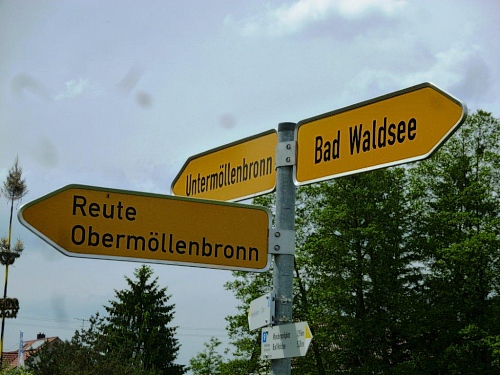 Untermöllenbronn
Bad Waldsee
Reute
Obermöllenbronn